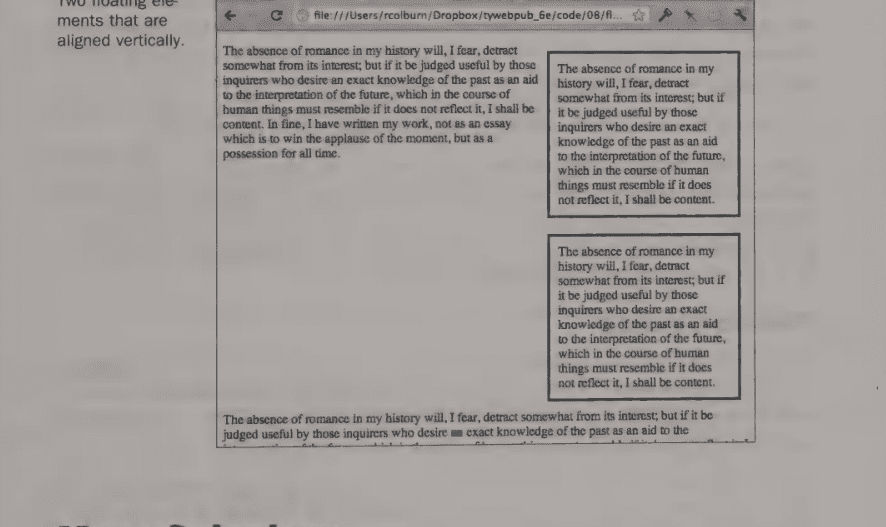 Two floating ele-
ments that are
aligned vertically.
file:///Users/rcolburn/Dropbox/tywebpub_6e/code/08/fl...
The absence of romance in my history will, I fear, detract
somewhat from its interest; but if it be judged useful by those
inquirers who desire an exact knowledge of the past as an aid
to the interpretation of the future, which in the course of
human things must resemble if it does not reflect it, I shall be
content. In fine, I have written my work, not as an essay
which is to win the applause of the moment, but as a
possession for all time.
The absence of romance in my
history will, I fear, detract
somewhat from its interest; but if
it be judged useful by those
inquirers who desire an exact
knowledge of the past as an aid
to the interpretation of the future,
which in the course of human
things must resemble if it does
not reflect it, I shall be content.
The absence of romance in my
history will, I fear, detract
somewhat from its interest; but if
it be judged useful by those
inquirers who desire an exact
knowledge of the past as an aid
to the interpretation of the future,
which in the course of human
things must resemble if it does
not reflect it, I shall be content.
The absence of romance in my history will, I fear, detract somewhat from its interest; but if it be
judged useful by those inquirers who desire exact knowledge of the past as an aid to the